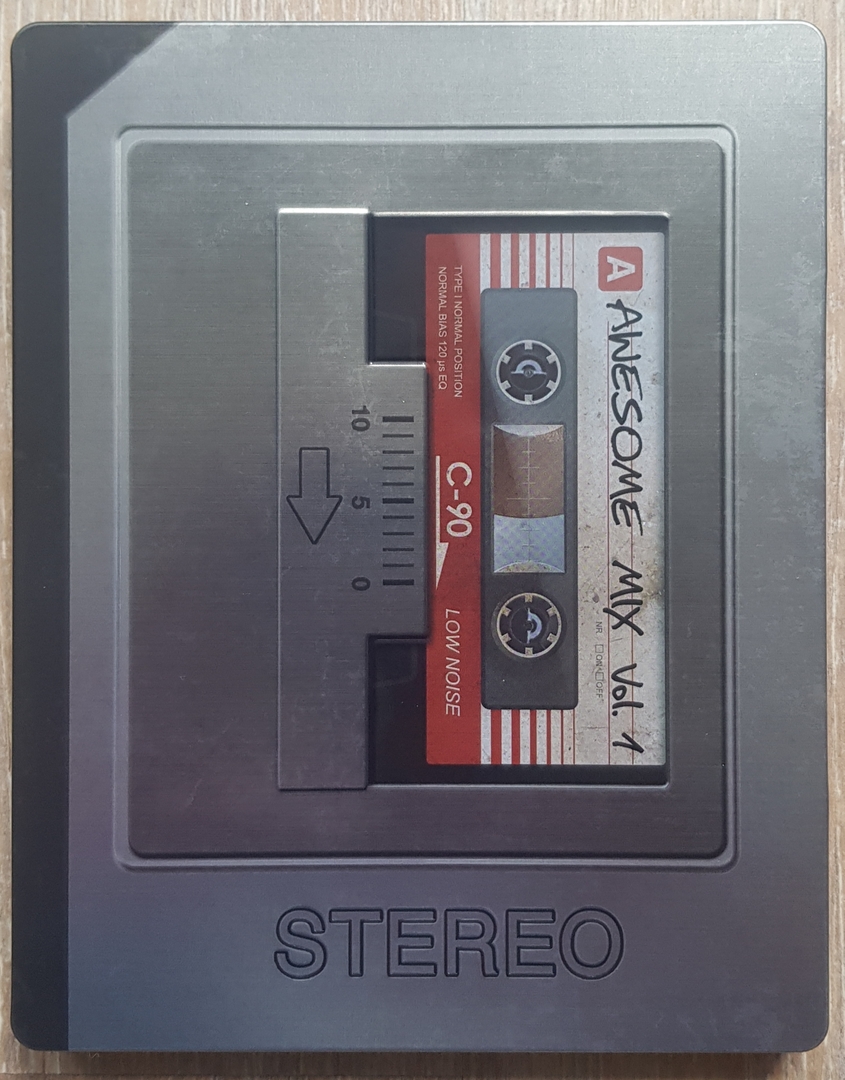 A
AWESOME MIX Vol. 1
NR □ON □OFF
TYPE I NORMAL POSITION
NORMAL BIAS 120 µs EQ
C-90
LOW NOISE
10 5 0
STEREO